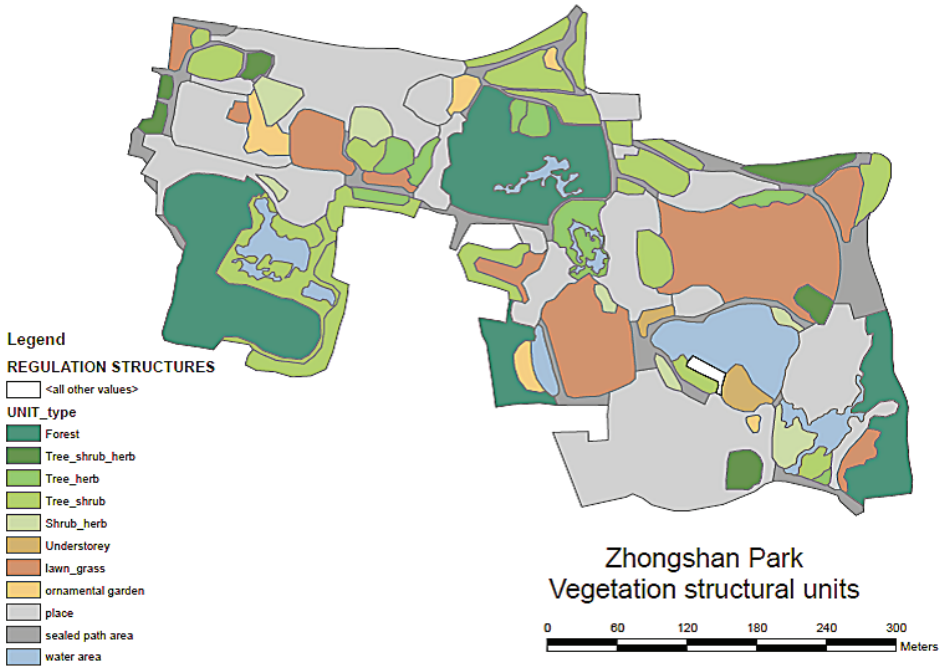 Legend
REGULATION STRUCTURES
<all other values>
UNIT_type
Forest
Tree_shrub_herb
Tree_herb
Tree_shrub
Shrub_herb
Understorey
lawn_grass
ornamental garden
place
sealed path area
water area
Zhongshan Park
Vegetation structural units
0 60 120 180 240 300
Meters